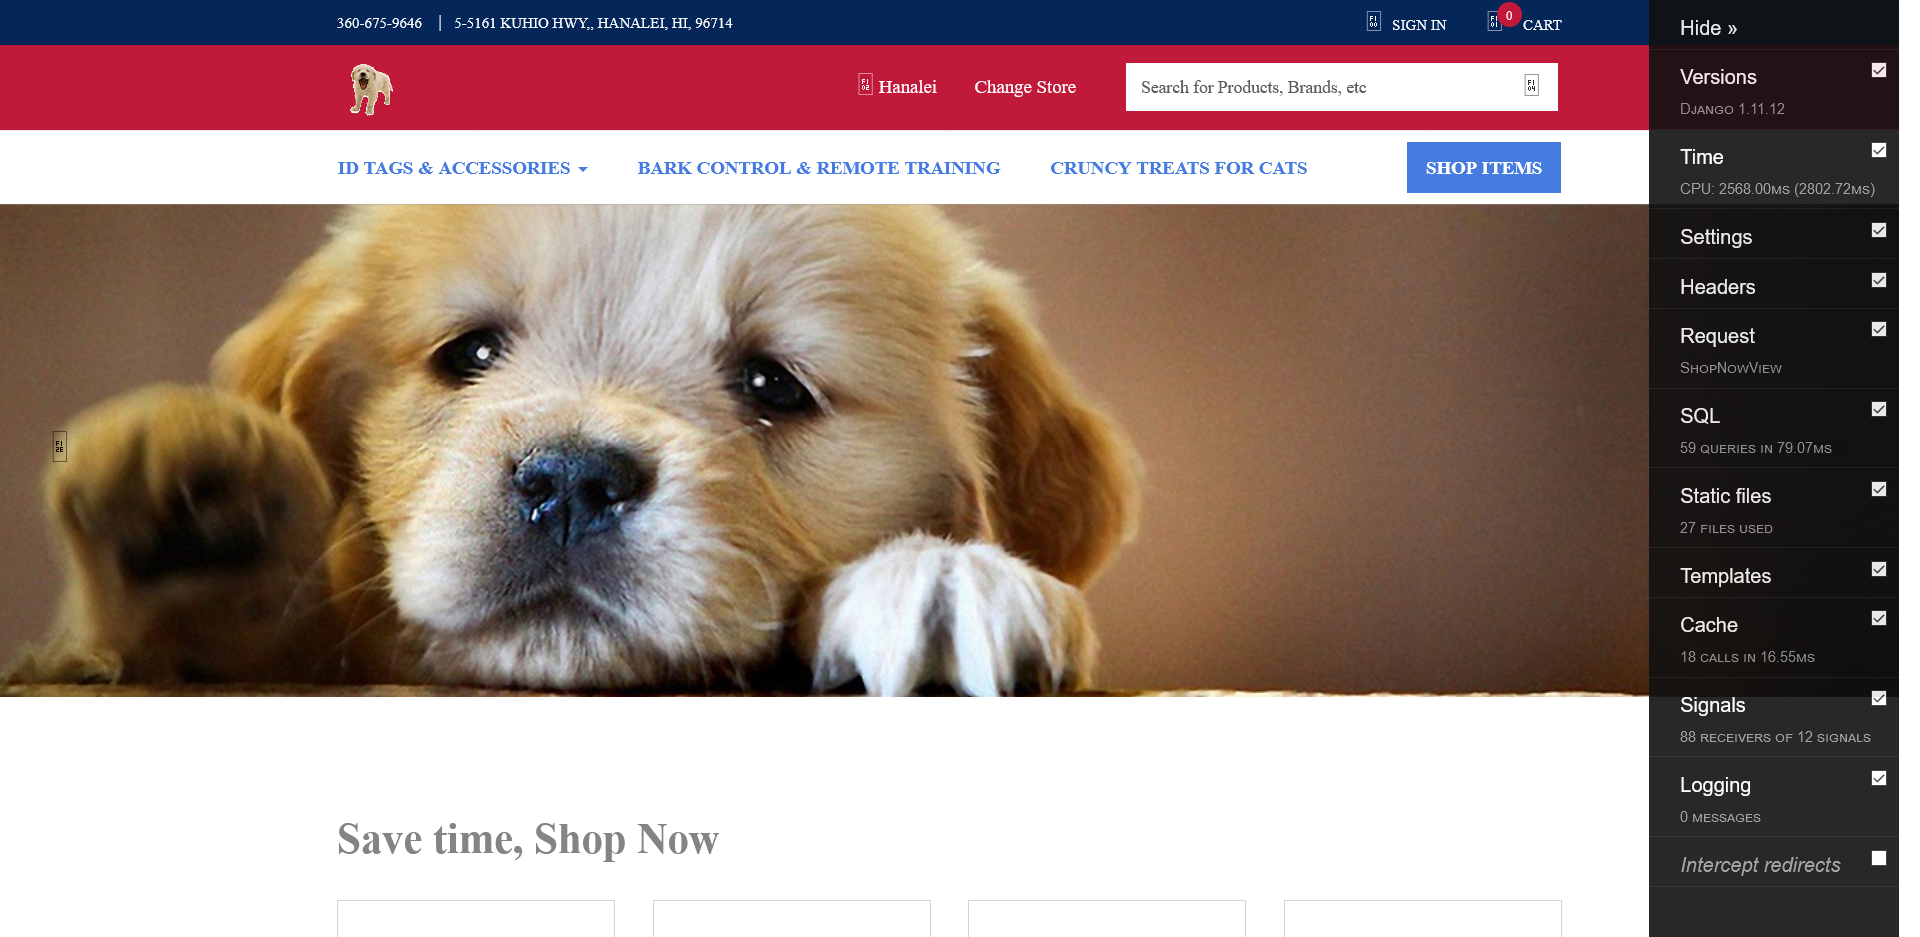 360-675-9646 | 5-5161 KUHIO HWY,, HANALEI, HI, 96714
SIGN IN
0
CART
Hanalei
Change Store
Search for Products, Brands, etc
ID TAGS & ACCESSORIES
BARK CONTROL & REMOTE TRAINING
CRUNCY TREATS FOR CATS
SHOP ITEMS
Save time, Shop Now
Hide »
Versions
Django 1.11.12
Time
CPU: 2568.00ms (2802.72ms)
Settings
Headers
Request
ShopNowView
SQL
59 queries in 79.07ms
Static files
27 files used
Templates
Cache
18 calls in 16.55ms
Signals
88 receivers of 12 signals
Logging
0 messages
Intercept redirects